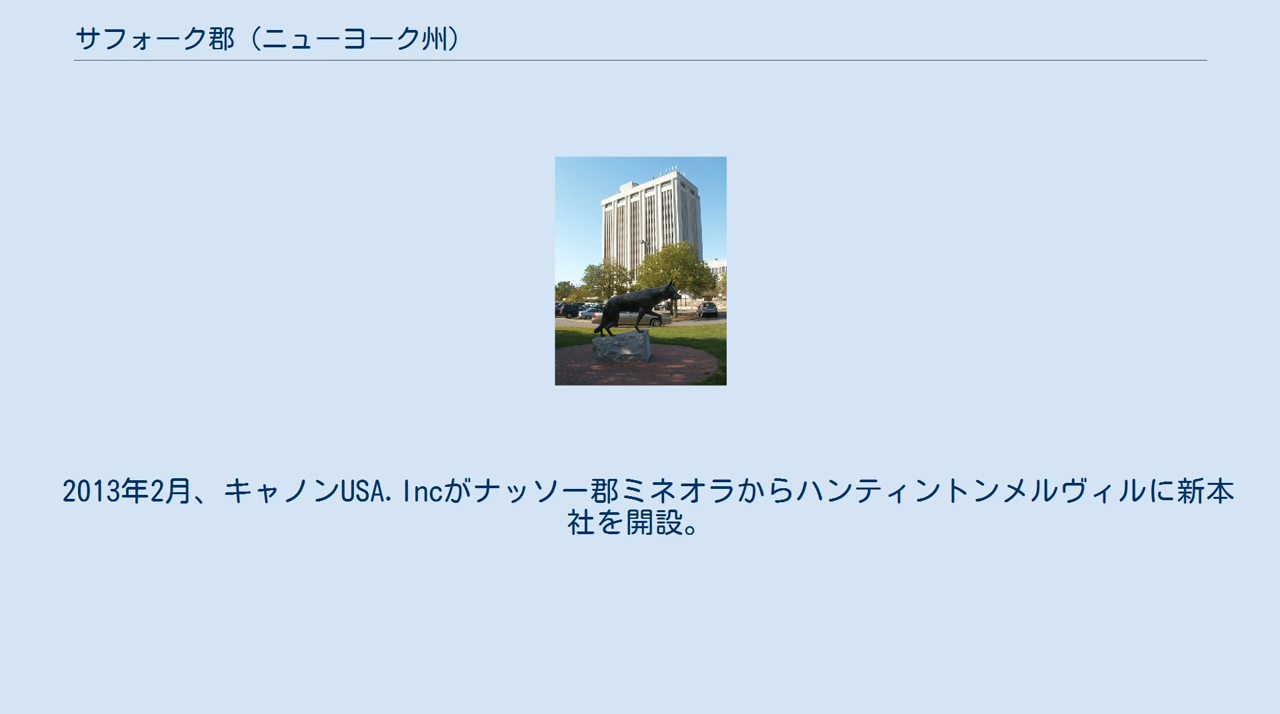 サフォーク郡（ニューヨーク州）
2013年2月、キャノンUSA.Incがナッソー郡ミネオラからハンティントンメルヴィルに新本
社を開設。